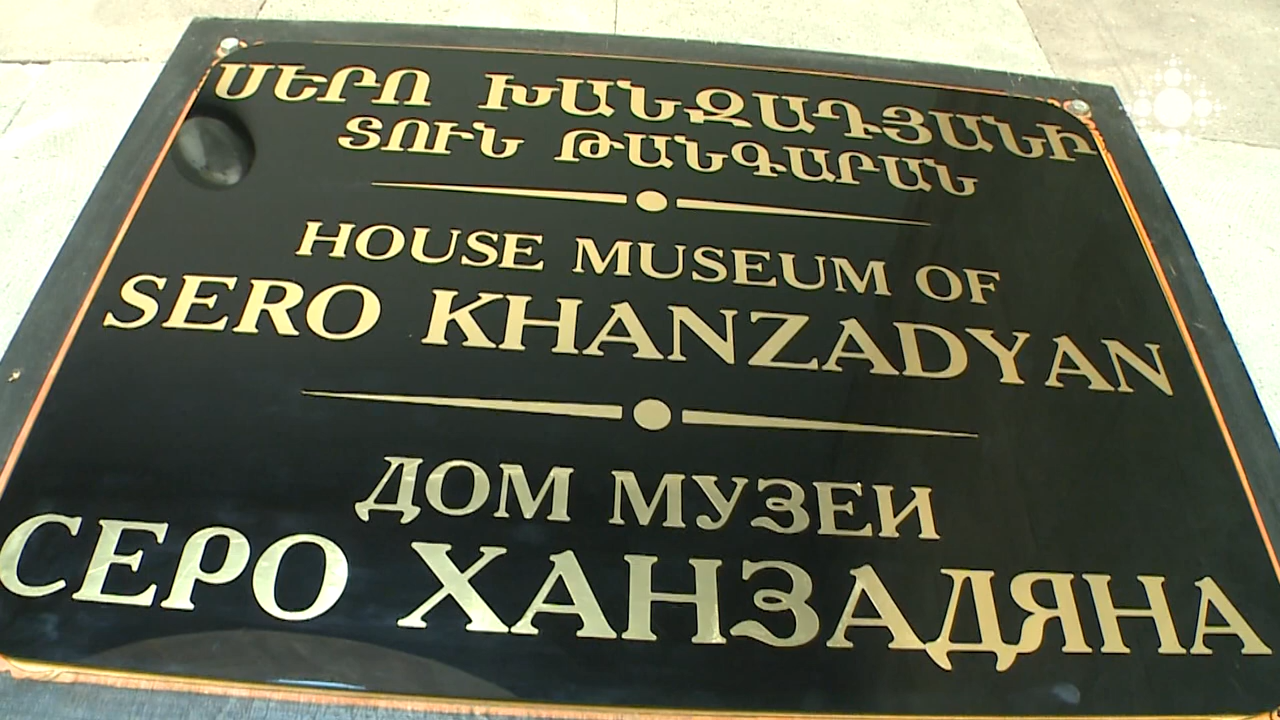 ՍԵՐՈ ԽԱՆԶԱԴՅԱՆԻ
ՏՈՒՆ ԹԱՆԳԱՐԱՆ
HOUSE MUSEUM OF
SERO KHANZADYAN
ДОМ МУЗЕИ
СЕРО ХАНЗАДЯНА